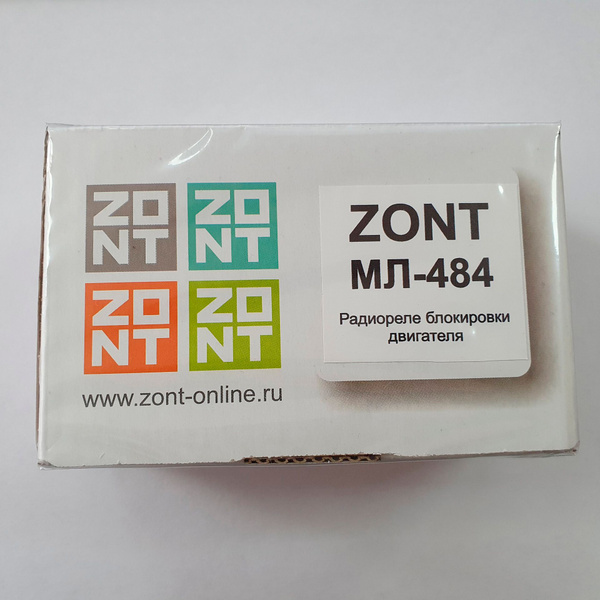 ZO
NT
ZO
NT
ZO
NT
ZO
NT
www.zont-online.ru
ZONT
МЛ-484
Радиореле блокировки
двигателя